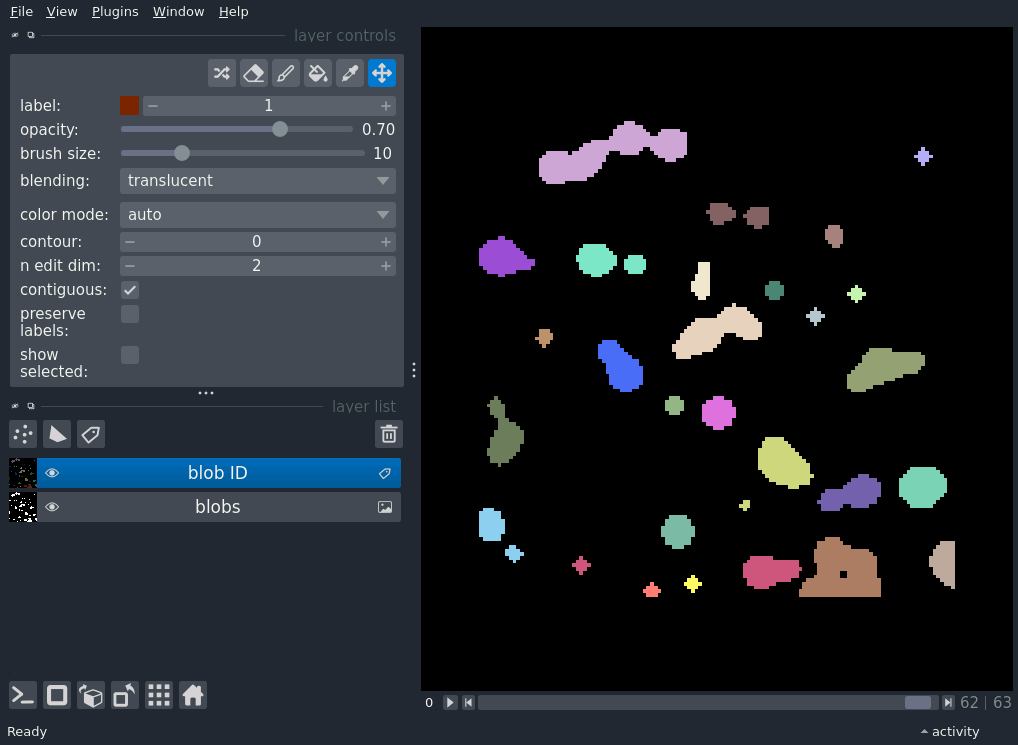 File View Plugins Window Help
layer controls
label: 1
opacity: 0.70
brush size: 10
blending: translucent
color mode: auto
contour: 0
n edit dim: 2
contiguous:
preserve
labels:
show
selected:
layer list
blob ID
blobs
0 62 | 63
Ready activity